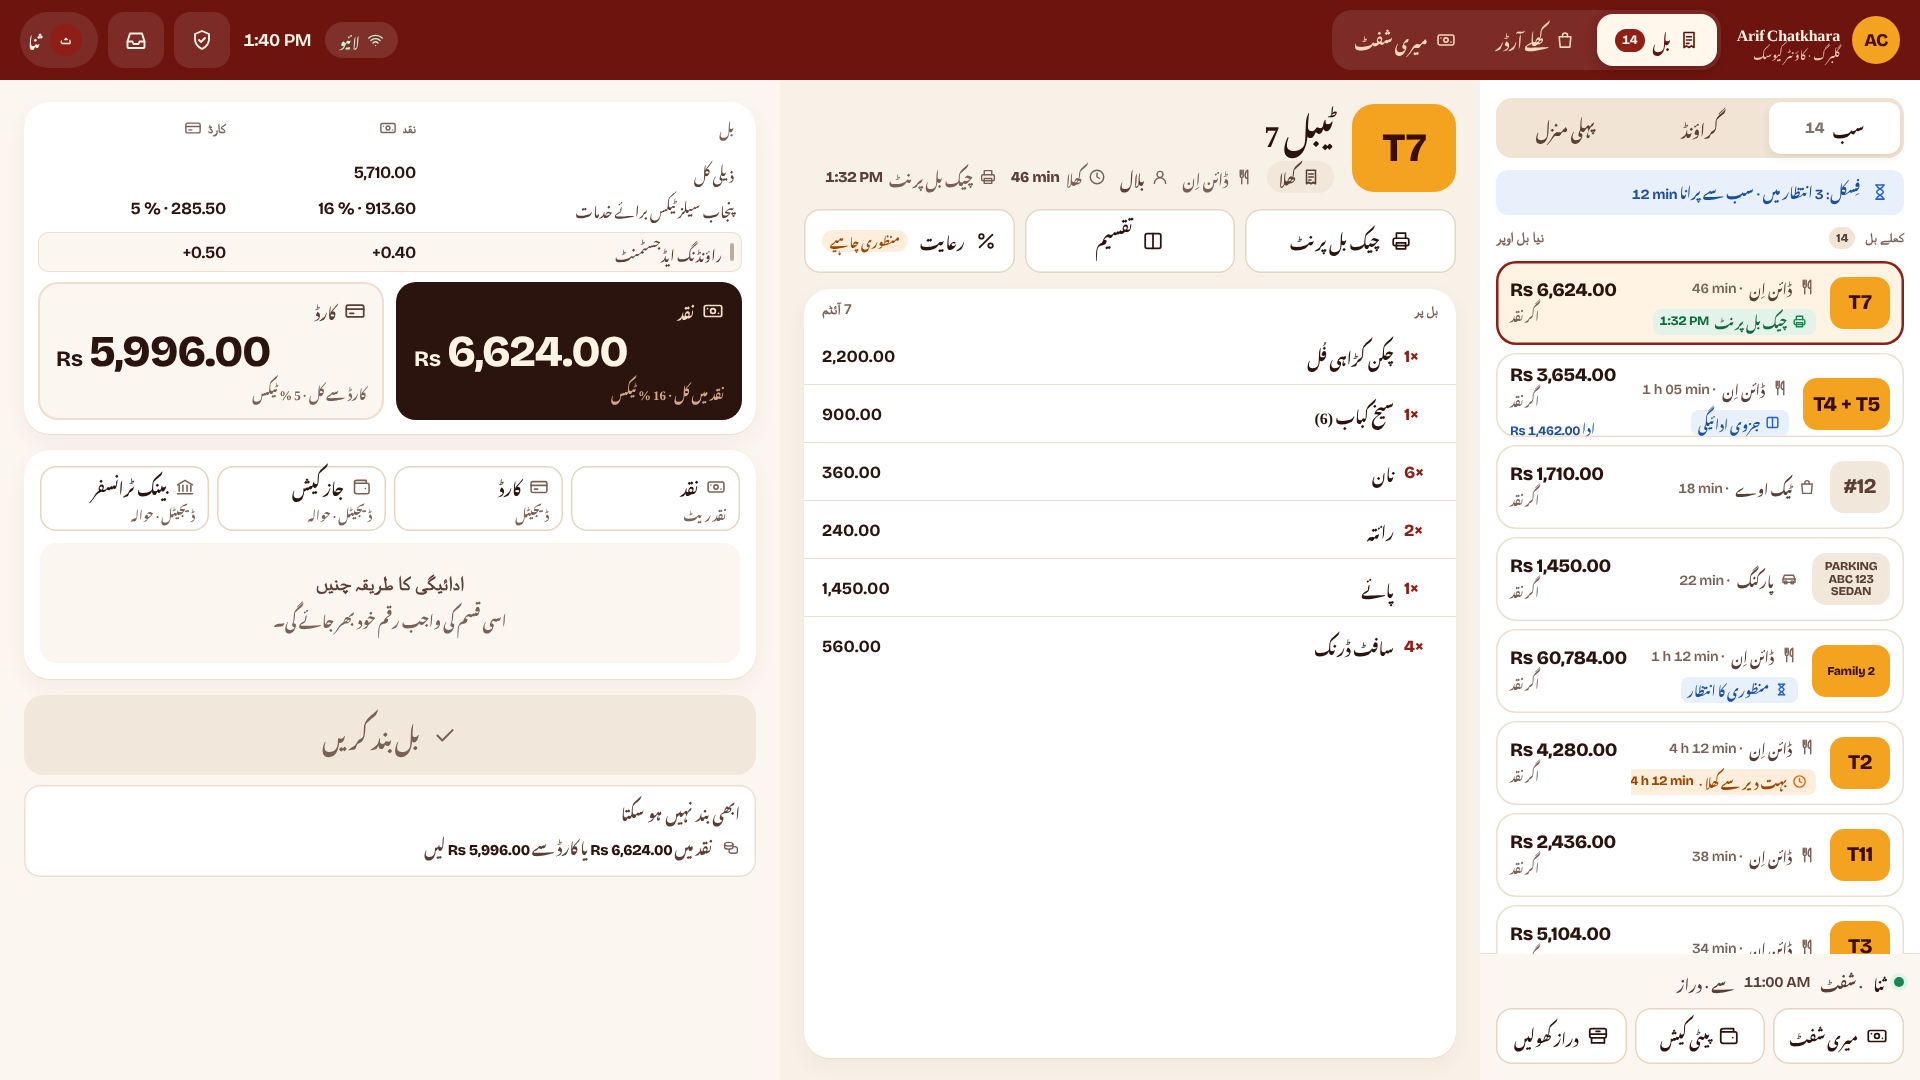 AC
Arif Chatkhara
گلبرگ · کاؤنٹر کیوسک
بل 14
کھلے آرڈر
میری شفٹ
لائیو
1:40 PM
ث
ثنا
سب 14
گراؤنڈ
پہلی منزل
فِسکل: 3 انتظار میں · سب سے پرانا 12 min
کھلے بل 14
نیا بل اوپر
T7
ڈائن اِن · 46 min
Rs 6,624.00
اگر نقد
چیک بل پرنٹ 1:32 PM
T4 + T5
ڈائن اِن · 1 h 05 min
Rs 3,654.00
اگر نقد
جزوی ادائیگی
ادا Rs 1,462.00
#12
ٹیک اوے · 18 min
Rs 1,710.00
اگر نقد
PARKING
ABC 123
SEDAN
پارکنگ · 22 min
Rs 1,450.00
اگر نقد
Family 2
ڈائن اِن · 1 h 12 min
Rs 60,784.00
اگر نقد
منظوری کا انتظار
T2
ڈائن اِن · 4 h 12 min
Rs 4,280.00
اگر نقد
بہت دیر سے کھلا · 4 h 12 min
T11
ڈائن اِن · 38 min
Rs 2,436.00
اگر نقد
T3
ڈائن اِن · 34 min
Rs 5,104.00
ثنا · شفٹ 11:00 AM سے · دراز
میری شفٹ
پیٹی کیش
دراز کھولیں
T7
ٹیبل 7
کھلا
ڈائن اِن
بلال
کھلا 46 min
چیک بل پرنٹ 1:32 PM
چیک بل پرنٹ
تقسیم
رعایت منظوری چاہیے
بل پر
7 آئٹم
1× چکن کڑاہی فُل 2,200.00
1× سیخ کباب (6) 900.00
6× نان 360.00
2× رائتہ 240.00
1× پائے 1,450.00
4× سافٹ ڈرنک 560.00
بل
نقد
کارڈ
ذیلی کل 5,710.00
پنجاب سیلز ٹیکس برائے خدمات 16 % · 913.60 5 % · 285.50
راؤنڈنگ ایڈجسٹمنٹ +0.40 +0.50
نقد
Rs 6,624.00
نقد میں کل · 16 % ٹیکس
کارڈ
Rs 5,996.00
کارڈ سے کل · 5 % ٹیکس
نقد
نقد ریٹ
کارڈ
ڈیجیٹل
جاز کیش
ڈیجیٹل · حوالہ
بینک ٹرانسفر
ڈیجیٹل · حوالہ
ادائیگی کا طریقہ چنیں
اسی قسم کی واجب رقم خود بھر جائے گی۔
بل بند کریں
ابھی بند نہیں ہو سکتا
نقد میں Rs 6,624.00 یا کارڈ سے Rs 5,996.00 لیں